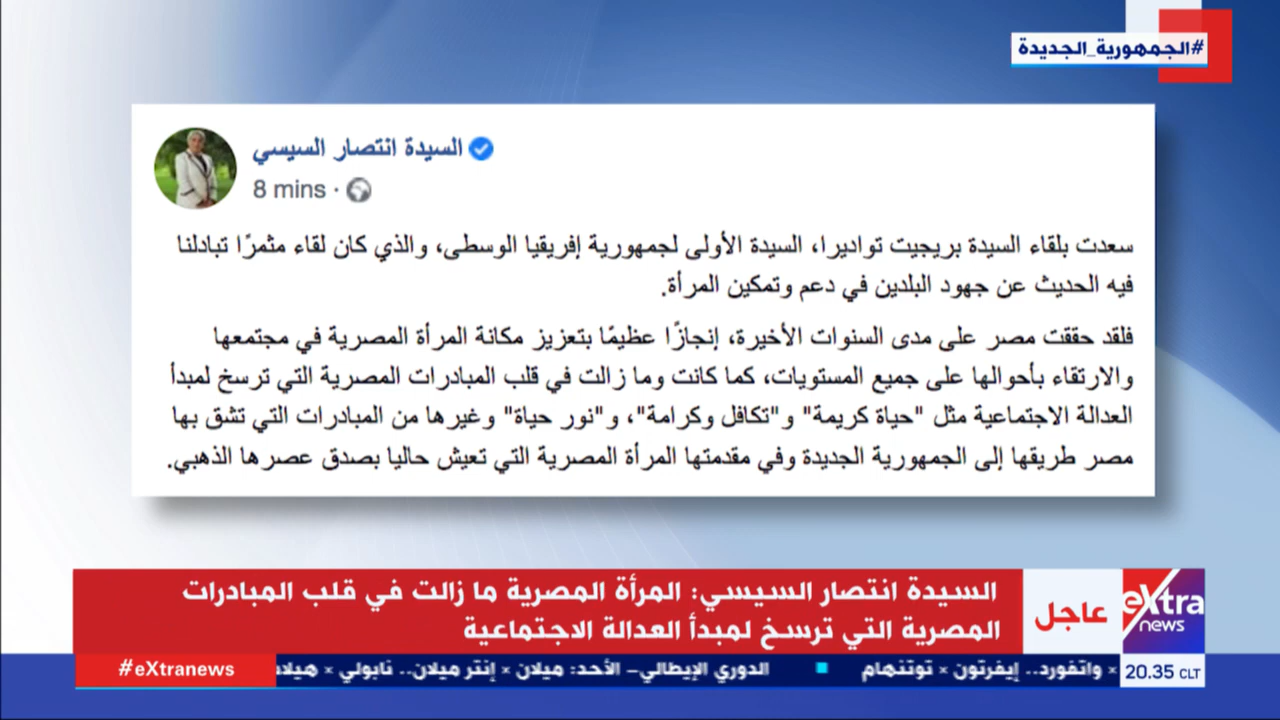 #الجمهورية_الجديدة
السيدة انتصار السيسي
8 mins ·
سعدت بلقاء السيدة بريجيت تواديرا، السيدة الأولى لجمهورية إفريقيا الوسطى، والذي كان لقاء مثمرًا تبادلنا
فيه الحديث عن جهود البلدين في دعم وتمكين المرأة.
فلقد حققت مصر على مدى السنوات الأخيرة، إنجازًا عظيمًا بتعزيز مكانة المرأة المصرية في مجتمعها
والارتقاء بأحوالها على جميع المستويات، كما كانت وما زالت في قلب المبادرات المصرية التي ترسخ لمبدأ
العدالة الاجتماعية مثل "حياة كريمة" و"تكافل وكرامة"، و"نور حياة" وغيرها من المبادرات التي تشق بها
مصر طريقها إلى الجمهورية الجديدة وفي مقدمتها المرأة المصرية التي تعيش حاليا بصدق عصرها الذهبي.
السيدة انتصار السيسي: المرأة المصرية ما زالت في قلب المبادرات
المصرية التي ترسخ لمبدأ العدالة الاجتماعية
عاجل
eXtra
news
× واتفورد.. إيفرتون × توتنهام ■ الدوري الإيطالي– الأحد: ميلان × إنتر ميلان.. نابولي × هيلاس
#eXtranews
20.35 CLT